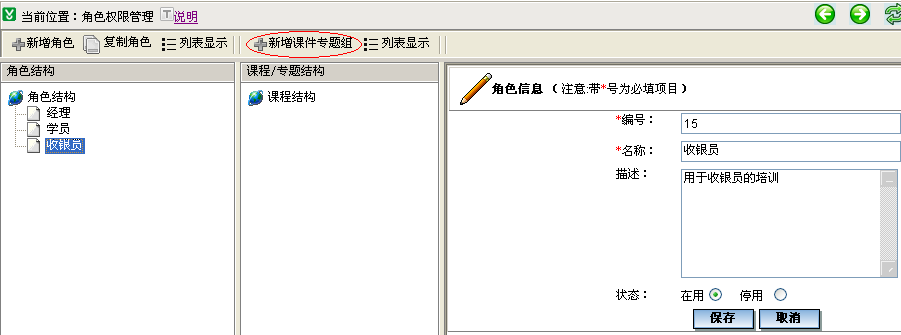 当前位置：角色权限管理 T说明
新增角色 复制角色 列表显示 新增课件专题组 列表显示
角色结构
角色结构
经理
学员
收银员
课程/专题结构
课程结构
角色信息（注意:带*号为必填项目）
*编号： 15
*名称： 收银员
描述： 用于收银员的培训
状态： 在用 停用
保存 取消